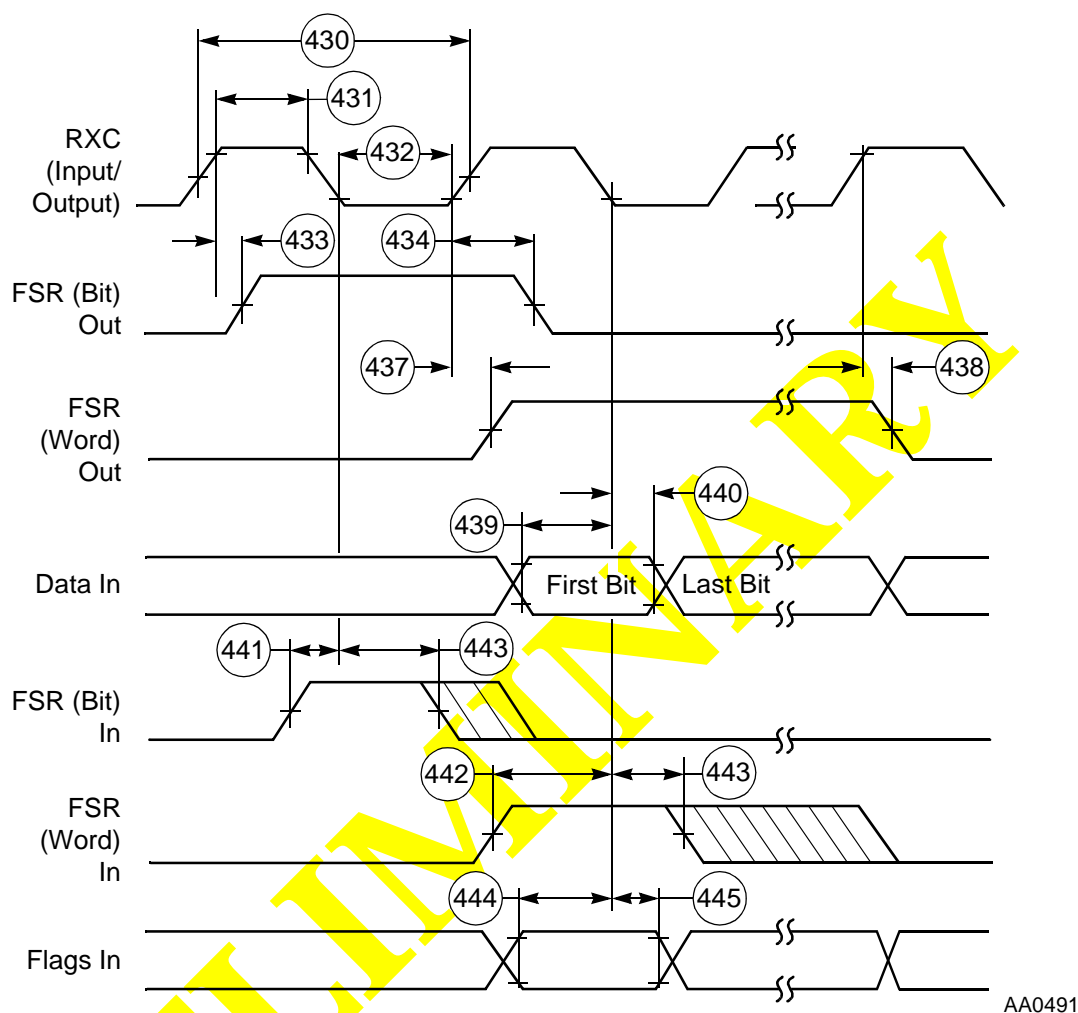 430
431
RXC
(Input/
Output)
432
433
434
FSR (Bit)
Out
437
438
FSR
(Word)
Out
440
439
Data In
First Bit
Last Bit
441
443
FSR (Bit)
In
442
443
FSR
(Word)
In
444
445
Flags In
LIMINARY
AA0491